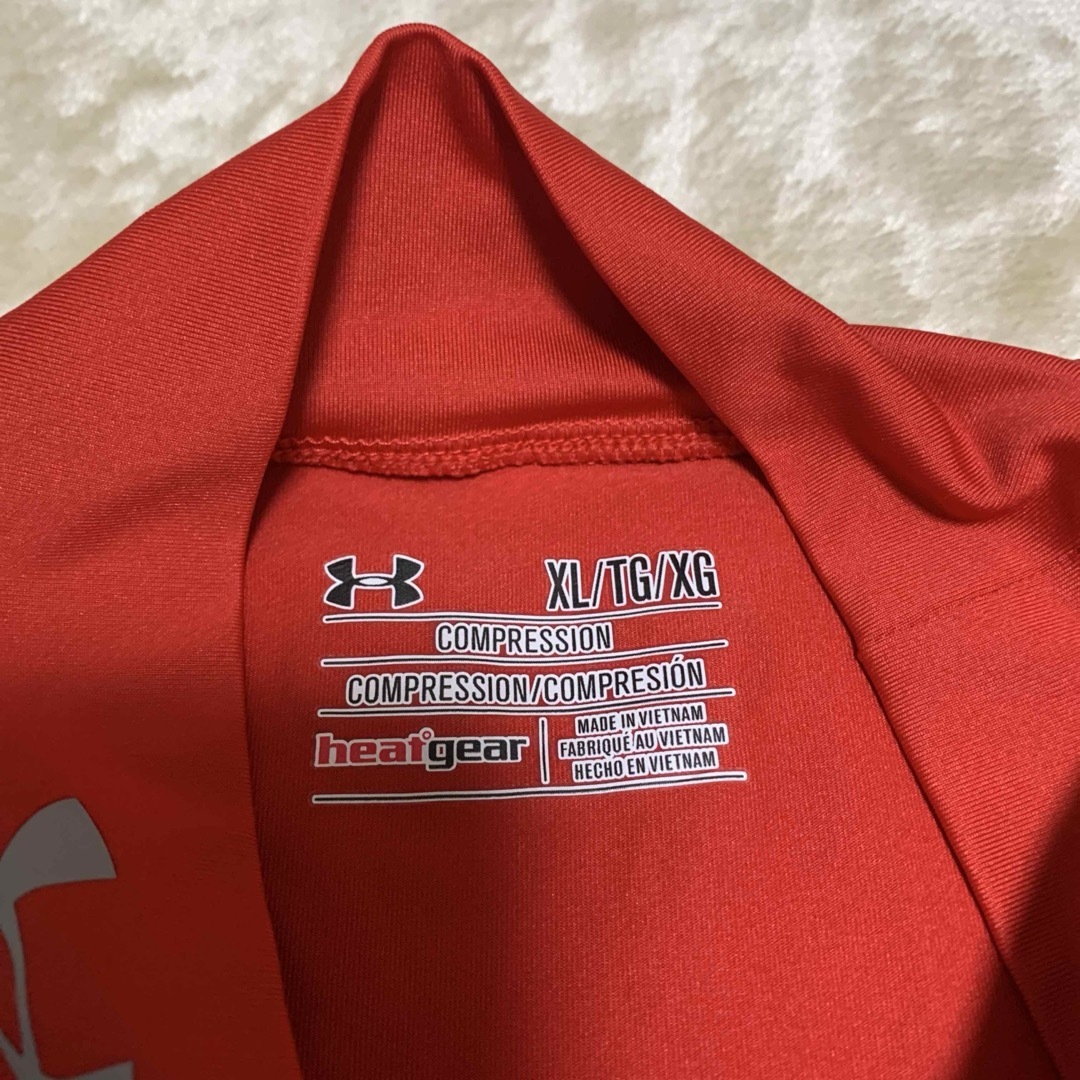 XL/TG/XG
COMPRESSION
COMPRESSION/COMPRESIÓN
heatgear
MADE IN VIETNAM
FABRIQUÉ AU VIETNAM
HECHO EN VIETNAM